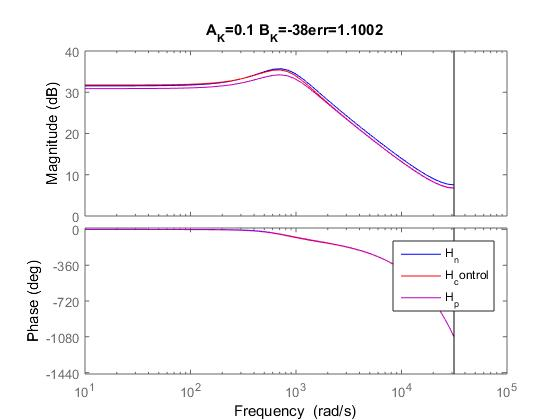 A_K=0.1 B_K=-38err=1.1002
Magnitude (dB)
40
30
20
10
0
Phase (deg)
0
-360
-720
-1080
-1440
H_n
H_control
H_p
10^1
10^2
10^3
10^4
10^5
Frequency (rad/s)